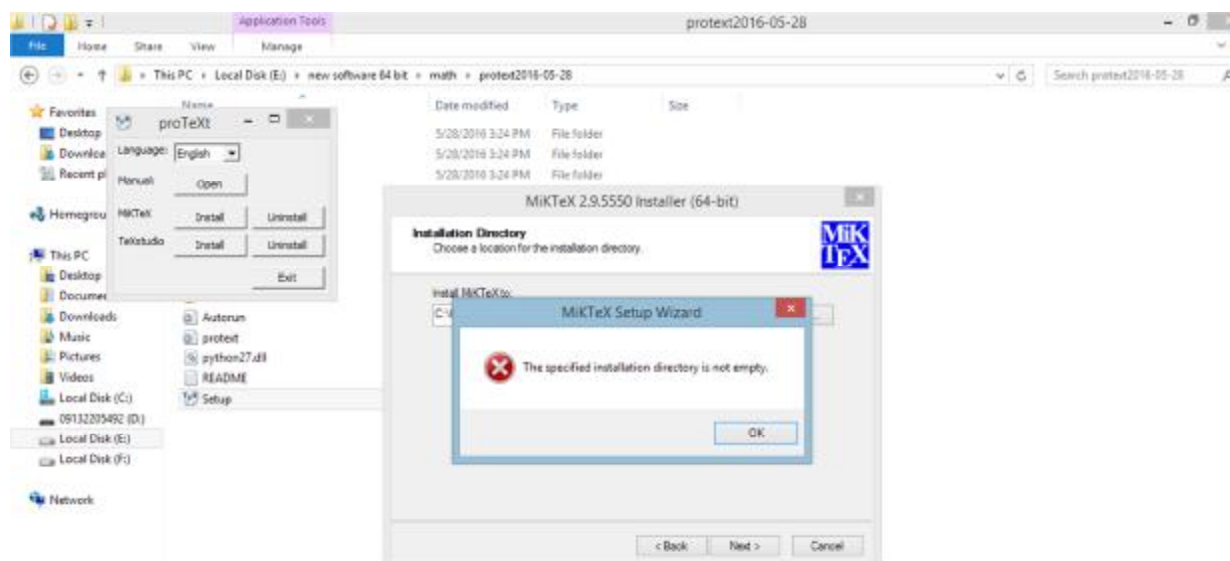 Application Tools protext2016-05-28
File Home Share View Manage
This PC Local Disk (E:) new software 64 bit math protext2016-05-28 Search protext2016-05-28
Name Date modified Type Size
Favorites
Desktop
Recent
5/28/2016 3:24 PM File folder
5/28/2016 3:24 PM File folder
5/28/2016 3:24 PM File folder
This PC
Desktop
Downloads
Music
Pictures
Videos
Local Disk (C:)
09132205492 (D:)
Local Disk (E:)
Local Disk (F:)
Network
Autorun
protext
python27.dll
README
Setup
proTeXt
Language: English
Manual: Open
MiKTeX Install Uninstall
TeXstudio Install Uninstall
Exit
MiKTeX 2.9.5550 Installer (64-bit)
Installation Directory
Choose a location for the installation directory.
MiK
TEX
Install MiKTeX to:
C:\
MiKTeX Setup Wizard
The specified installation directory is not empty.
OK
< Back Next > Cancel